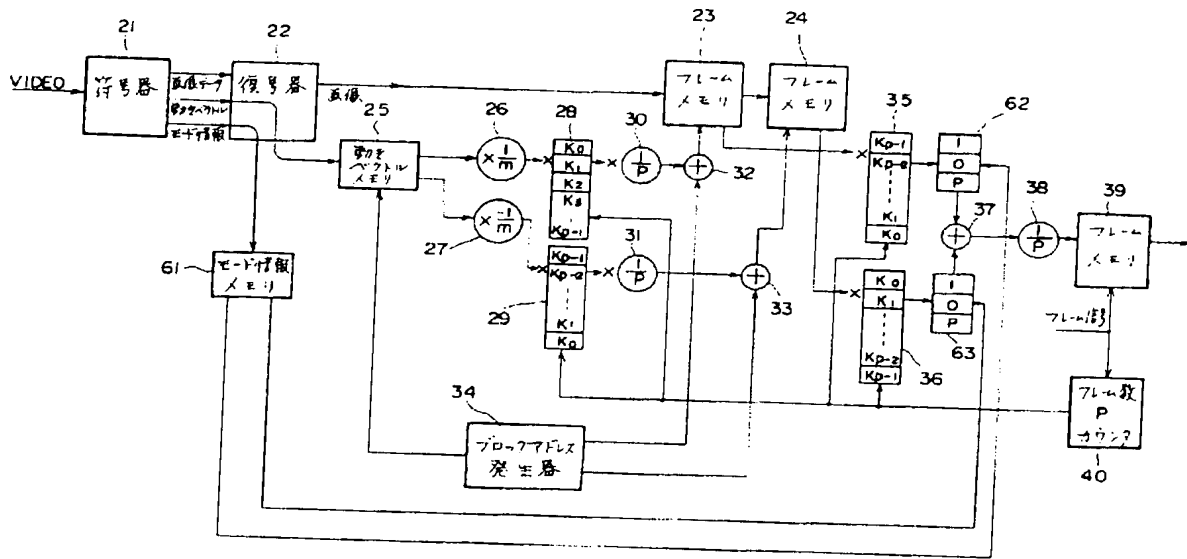 21
22
23
24
VIDEO
符号器
画像データ
動きベクトル
モード情報
復号器
画像
フレーム
メモリ
フレーム
メモリ
25
動き
ベクトル
メモリ
26
×1/m
27
×-1/m
28
K0
K1
K2
K3
Kp-1
×
×
29
Kp-1
Kp-2
K1
K0
×
×
30
1/P
31
1/P
+
32
+
33
34
ブロックアドレス
発生器
35
×
Kp-1
Kp-2
K1
K0
36
×
K0
K1
Kp-2
Kp-1
62
1
0
P
63
1
0
P
+
37
38
1/P
39
フレーム
メモリ
フレーム信号
フレーム数
P
カウンタ
40
61
モード情報
メモリ